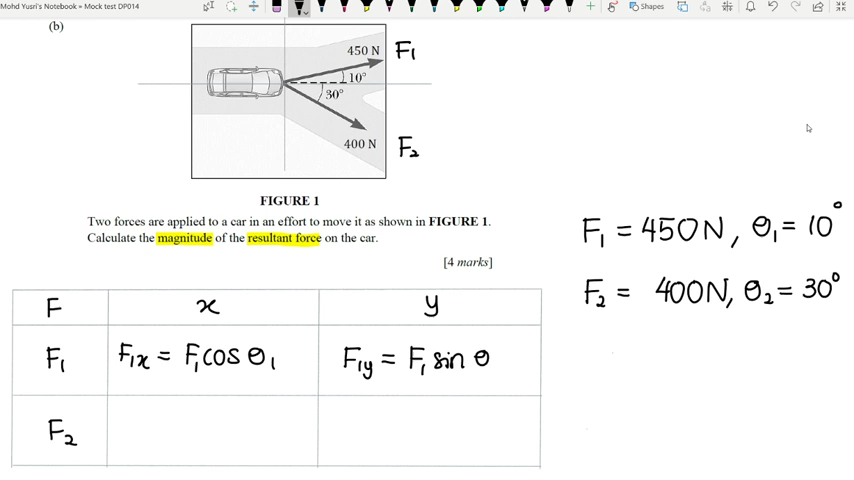 Mohd Yusri's Notebook » Mock test DP014
Shapes
(b)
450 N F₁
10°
30°
400 N F₂
FIGURE 1
Two forces are applied to a car in an effort to move it as shown in FIGURE 1.
Calculate the magnitude of the resultant force on the car.
[4 marks]
F₁ = 450N, θ₁ = 10°
F₂ = 400N, θ₂ = 30°
F x y
F₁ F₁x = F₁cos θ₁ F₁y = F₁ sin θ
F₂